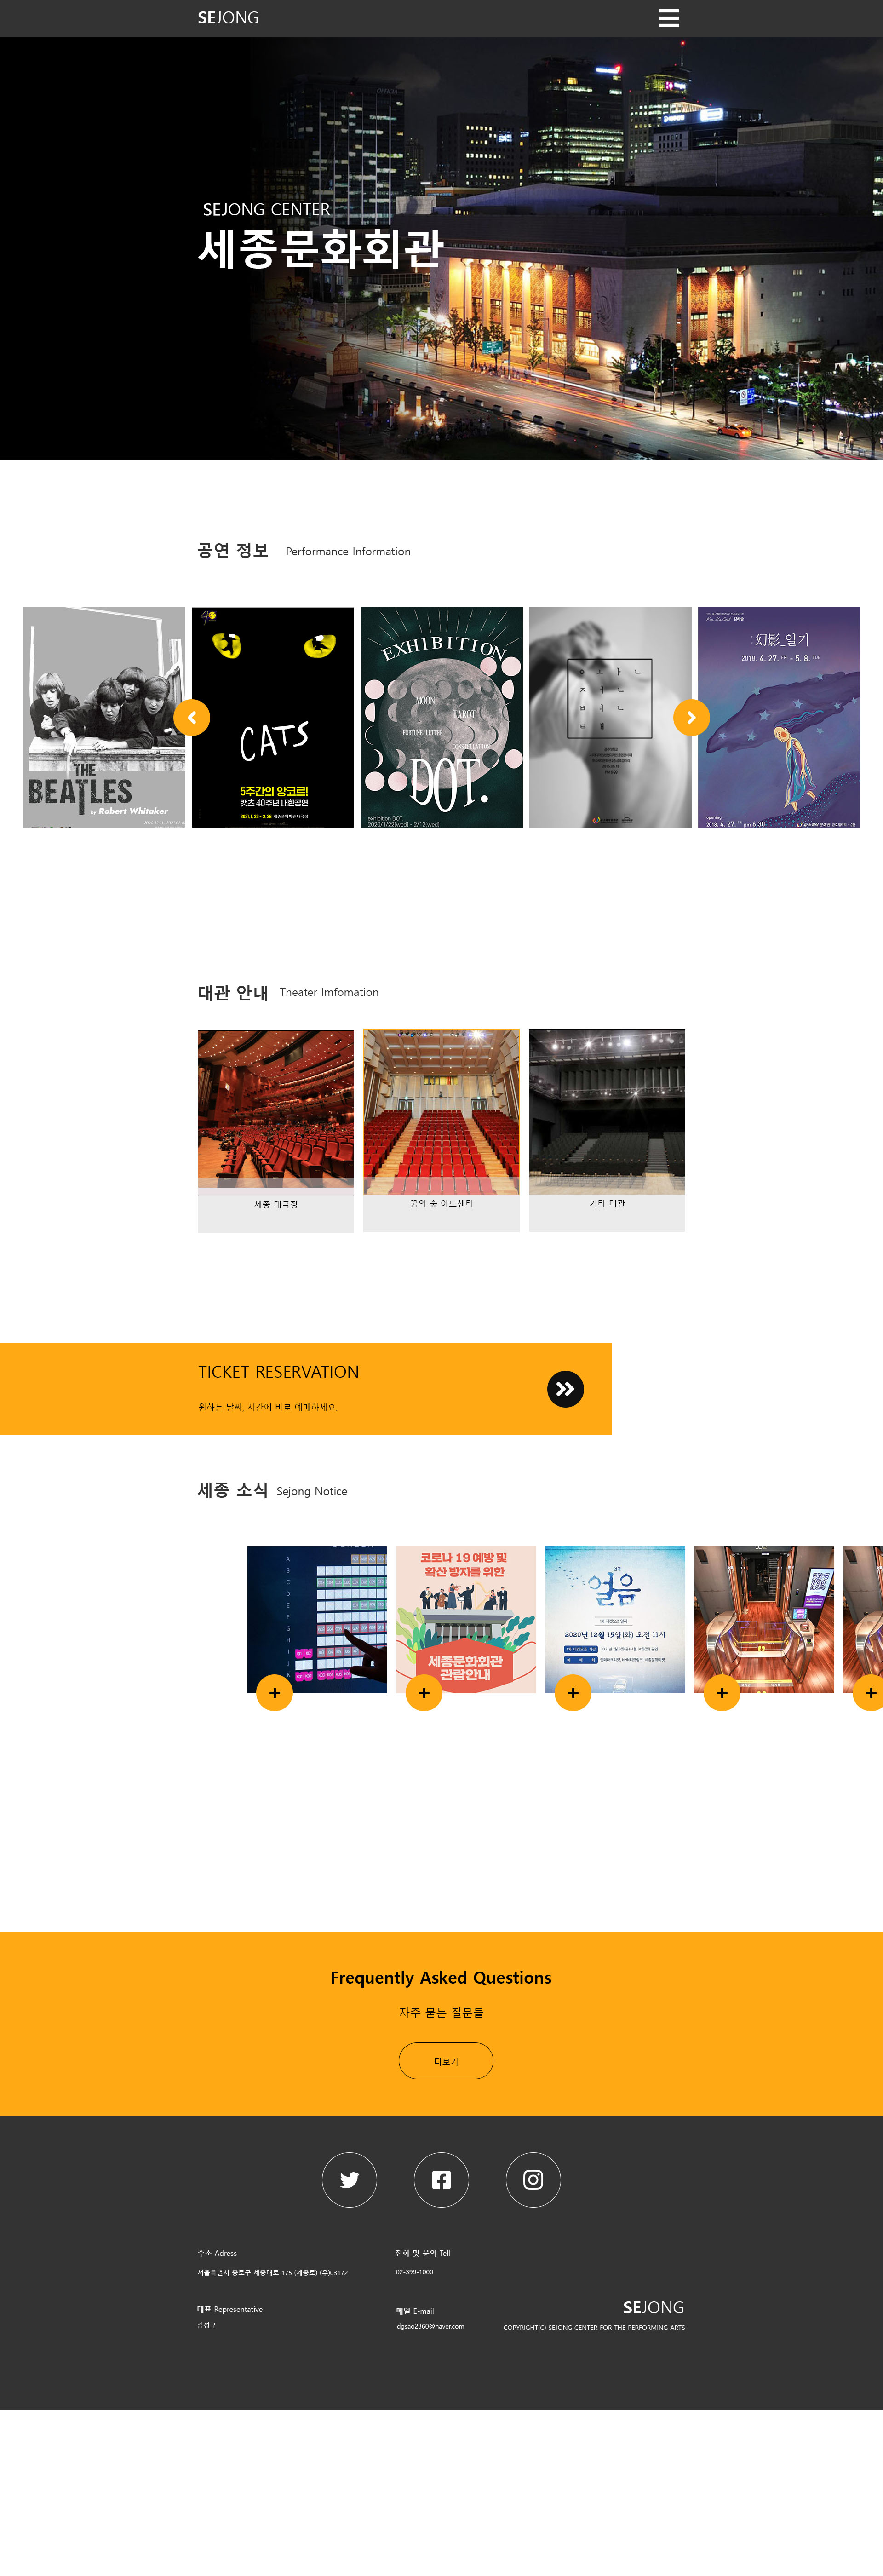 SEJONG
SEJONG CENTER
세종문화회관
공연 정보 Performance Information
THE
BEATLES
by Robert Whitaker
CATS
5주간의 앙코르!
캣츠 40주년 내한공연
2021. 1. 22 ~ 2. 25 세종문화회관 대극장
EXHIBITION
MOON
TAROT
FORTUNE LETTER
CONSTELLATION
DOT.
exhibition DOT.
2020/1/22(wed) - 2/12(wed)
ㅇㅗㅏㄴ
ㅈㅓㄴ
ㅂㅕㄴ
ㅌㅐ
幻影_일기
2018. 4. 27. FRI - 5. 8. TUE
opening
2018. 4. 27. FRI pm 6:30
대관 안내 Theater Imfomation
세종 대극장
꿈의 숲 아트센터
기타 대관
TICKET RESERVATION
원하는 날짜, 시간에 바로 예매하세요.
세종 소식 Sejong Notice
A
B
C
D
E
F
G
H
I
J
K
코로나 19 예방 및
확산 방지를 위한
세종문화회관
관람안내
얼음
2020년 12월 15일(화) 오전 11시
Frequently Asked Questions
자주 묻는 질문들
더보기
주소 Adress
서울특별시 종로구 세종대로 175 (세종로) (우)03172
전화 및 문의 Tell
02-399-1000
대표 Representative
김성규
메일 E-mail
dgsao2360@naver.com
SEJONG
COPYRIGHT(C) SEJONG CENTER FOR THE PERFORMING ARTS